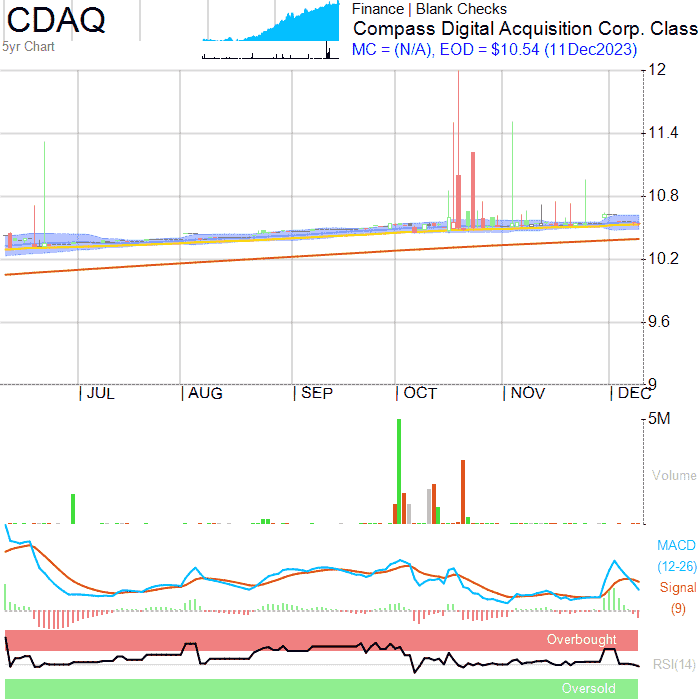 CDAQ
5yr Chart
Finance | Blank Checks
Compass Digital Acquisition Corp. Class
MC = (N/A), EOD = $10.54 (11Dec2023)
12
11.4
10.8
10.2
9.6
9
| JUL | AUG | SEP | OCT | NOV | DEC
5M
Volume
MACD
(12-26)
Signal
(9)
Overbought
RSI(14)
Oversold